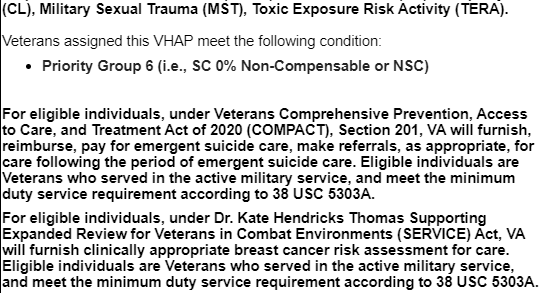 (CL), Military Sexual Trauma (MST), Toxic Exposure Risk Activity (TERA).
Veterans assigned this VHAP meet the following condition:
• Priority Group 6 (i.e., SC 0% Non-Compensable or NSC)
For eligible individuals, under Veterans Comprehensive Prevention, Access
to Care, and Treatment Act of 2020 (COMPACT), Section 201, VA will furnish,
reimburse, pay for emergent suicide care, make referrals, as appropriate, for
care following the period of emergent suicide care. Eligible individuals are
Veterans who served in the active military service, and meet the minimum
duty service requirement according to 38 USC 5303A.
For eligible individuals, under Dr. Kate Hendricks Thomas Supporting
Expanded Review for Veterans in Combat Environments (SERVICE) Act, VA
will furnish clinically appropriate breast cancer risk assessment for care.
Eligible individuals are Veterans who served in the active military service,
and meet the minimum duty service requirement according to 38 USC 5303A.